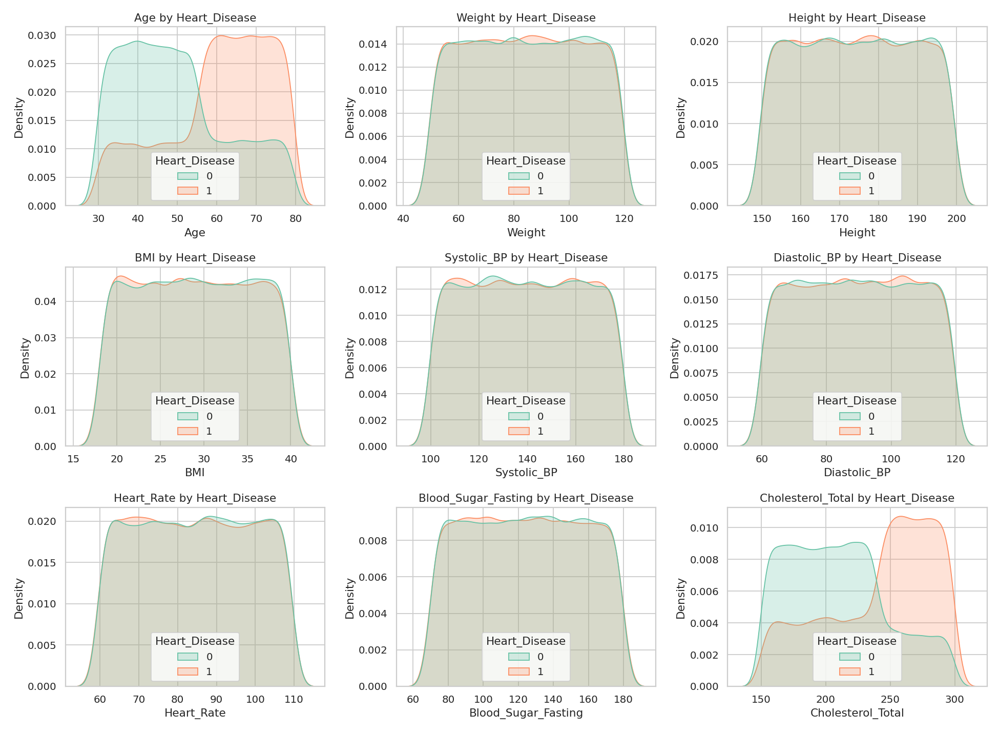 Age by Heart_Disease
0.030
0.025
0.020
0.015
0.010
0.005
0.000
Density
Heart_Disease
0
1
30 40 50 60 70 80
Age
Weight by Heart_Disease
0.014
0.012
0.010
0.008
0.006
0.004
0.002
0.000
Density
Heart_Disease
0
1
40 60 80 100 120
Weight
Height by Heart_Disease
0.020
0.015
0.010
0.005
0.000
Density
Heart_Disease
0
1
150 160 170 180 190 200
Height
BMI by Heart_Disease
0.04
0.03
0.02
0.01
0.00
Density
Heart_Disease
0
1
15 20 25 30 35 40
BMI
Systolic_BP by Heart_Disease
0.012
0.010
0.008
0.006
0.004
0.002
0.000
Density
Heart_Disease
0
1
100 120 140 160 180
Systolic_BP
Diastolic_BP by Heart_Disease
0.0175
0.0150
0.0125
0.0100
0.0075
0.0050
0.0025
0.0000
Density
Heart_Disease
0
1
60 80 100 120
Diastolic_BP
Heart_Rate by Heart_Disease
0.020
0.015
0.010
0.005
0.000
Density
Heart_Disease
0
1
60 70 80 90 100 110
Heart_Rate
Blood_Sugar_Fasting by Heart_Disease
0.008
0.006
0.004
0.002
0.000
Density
Heart_Disease
0
1
60 80 100 120 140 160 180
Blood_Sugar_Fasting
Cholesterol_Total by Heart_Disease
0.010
0.008
0.006
0.004
0.002
0.000
Density
Heart_Disease
0
1
150 200 250 300
Cholesterol_Total